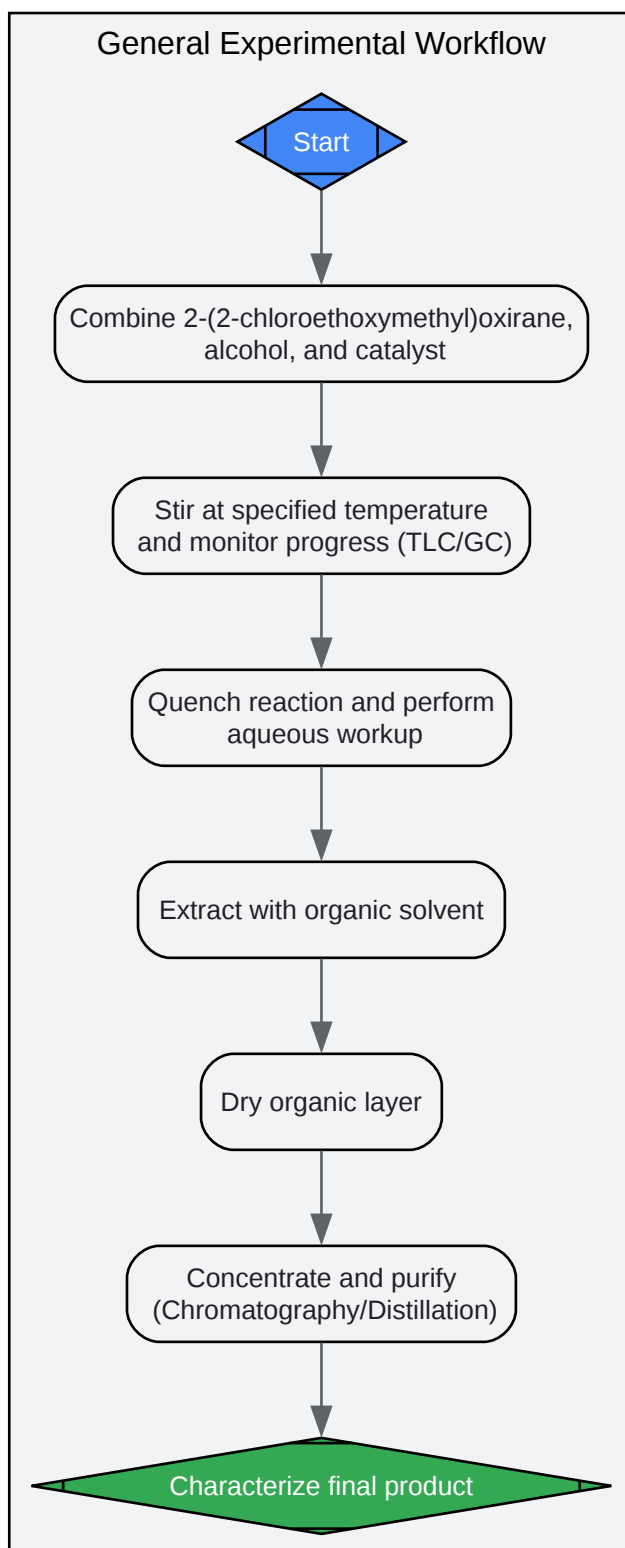 General Experimental Workflow
Start
Combine 2-(2-chloroethoxymethyl)oxirane,
alcohol, and catalyst
Stir at specified temperature
and monitor progress (TLC/GC)
Quench reaction and perform
aqueous workup
Extract with organic solvent
Dry organic layer
Concentrate and purify
(Chromatography/Distillation)
Characterize final product